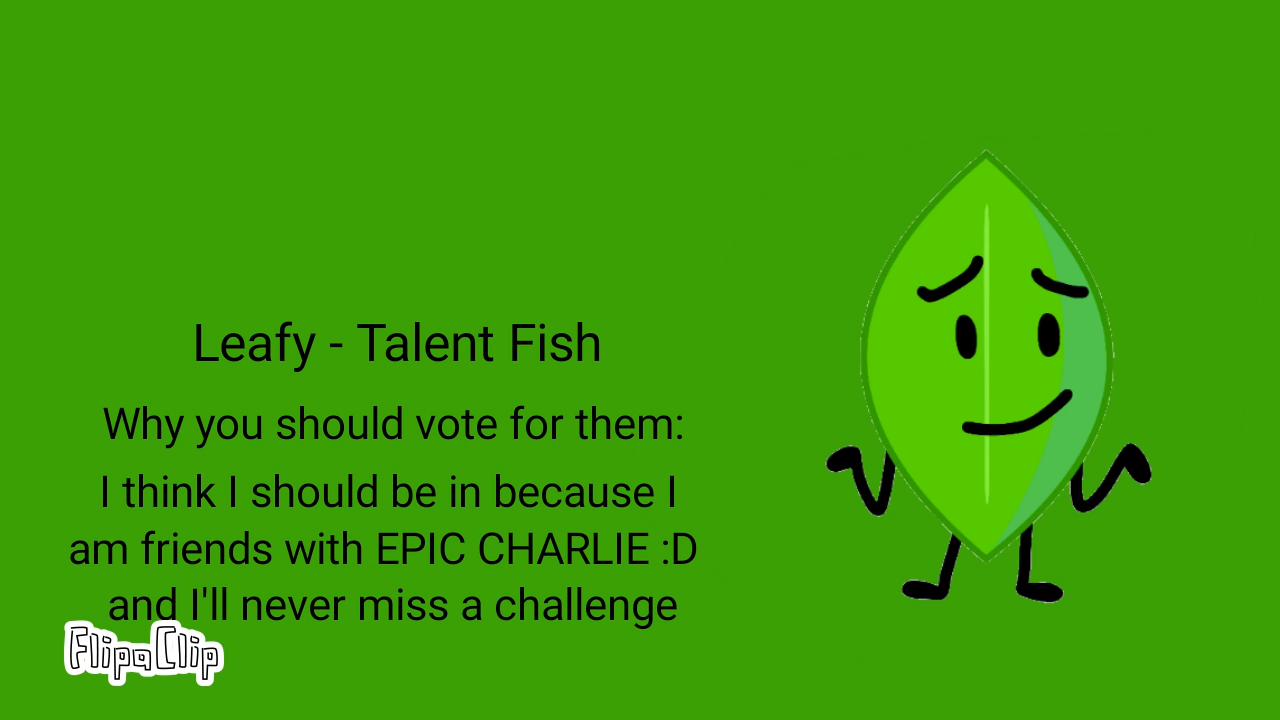 Leafy - Talent Fish
Why you should vote for them:
I think I should be in because I
am friends with EPIC CHARLIE :D
and I'll never miss a challenge
FlipaClip